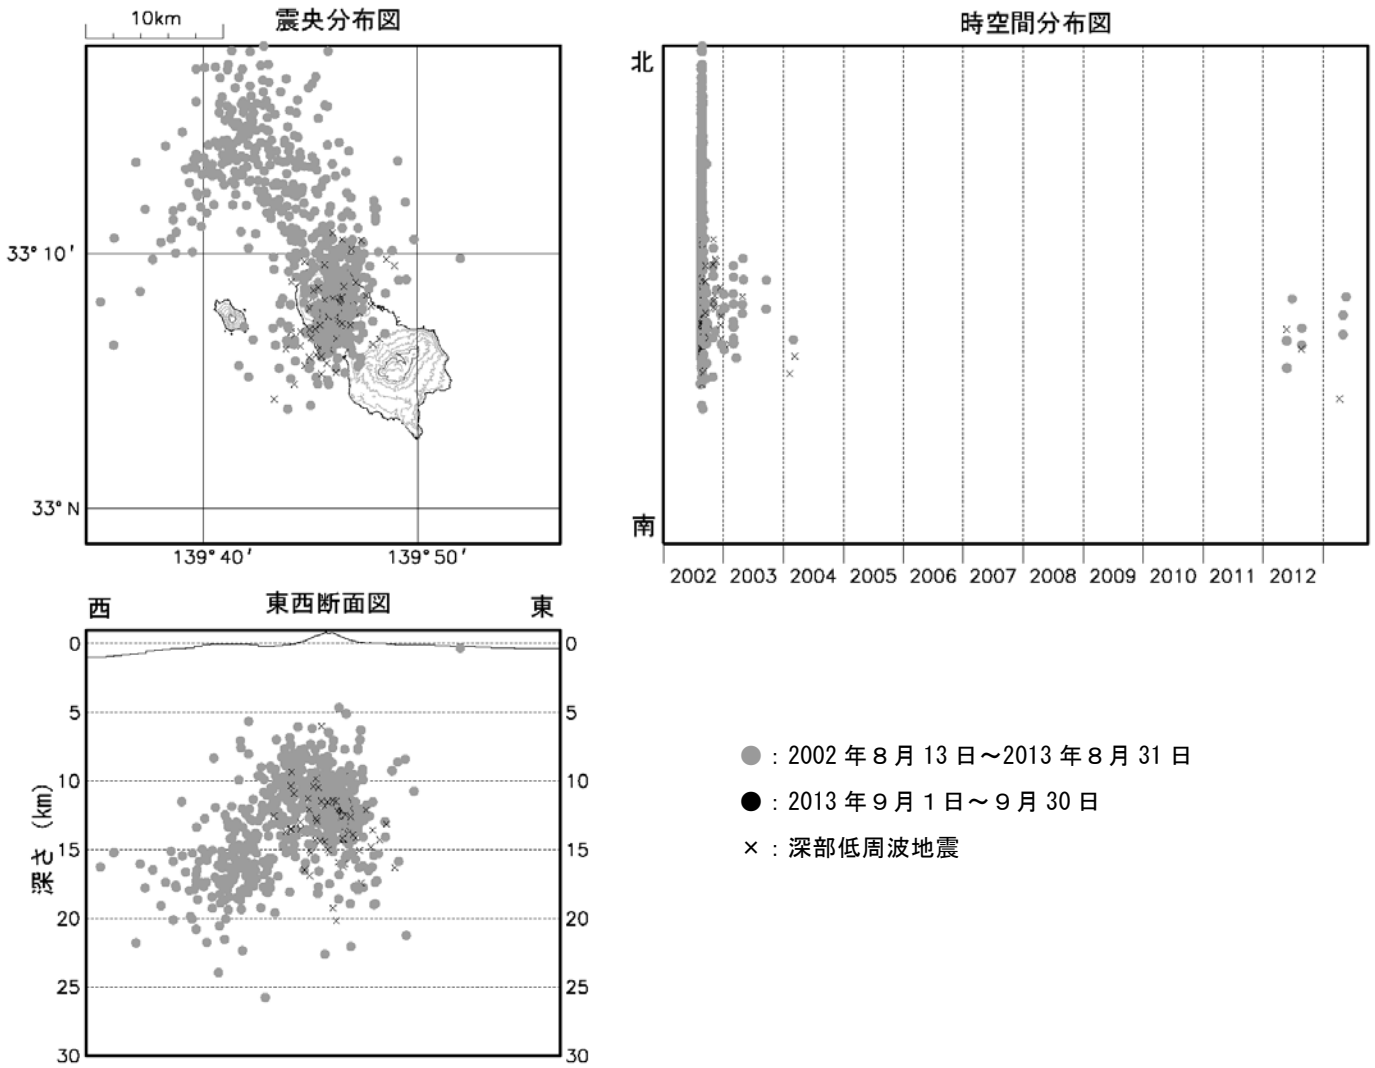 10km
震央分布図
33° 10′
33° N
139° 40′
139° 50′
時空間分布図
北
南
2002 2003 2004 2005 2006 2007 2008 2009 2010 2011 2012
西
東西断面図
東
深さ (km)
0
5
10
15
20
25
30
0
5
10
15
20
25
30
● : 2002 年８月 13 日～2013 年８月 31 日
● : 2013 年９月１日～９月 30 日
× : 深部低周波地震